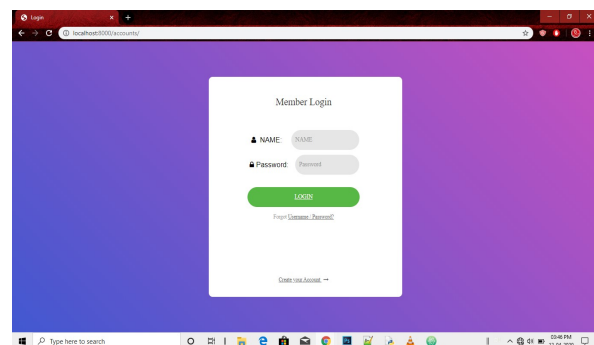 Login
localhost:8000/accounts/
Member Login
NAME: NAME
Password: Password
LOGIN
Forgot Username / Password?
Create your Account →
Type here to search
03:46 PM